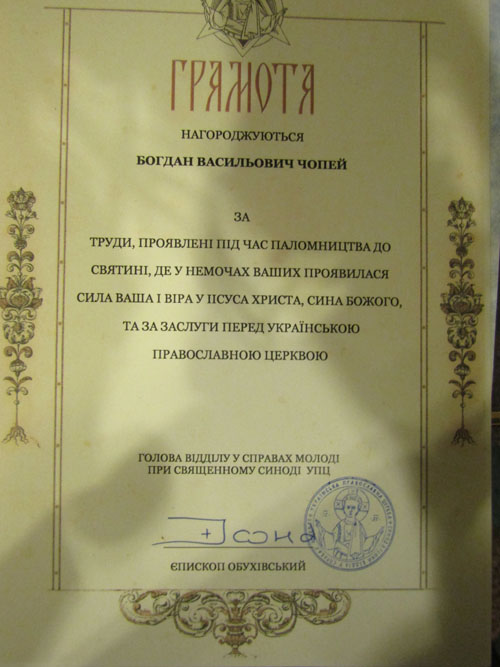 ГРАМОТА
НАГОРОДЖУЮТЬСЯ
БОГДАН ВАСИЛЬОВИЧ ЧОПЕЙ
ЗА
ТРУДИ, ПРОЯВЛЕНІ ПІД ЧАС ПАЛОМНИЦТВА ДО
СВЯТИНІ, ДЕ У НЕМОЧАХ ВАШИХ ПРОЯВИЛАСЯ
СИЛА ВАША І ВІРА У ІІСУСА ХРИСТА, СИНА БОЖОГО,
ТА ЗА ЗАСЛУГИ ПЕРЕД УКРАЇНСЬКОЮ
ПРАВОСЛАВНОЮ ЦЕРКВОЮ
ГОЛОВА ВІДДІЛУ У СПРАВАХ МОЛОДІ
ПРИ СВЯЩЕННОМУ СИНОДІ УПЦ
ЄПИСКОП ОБУХІВСЬКИЙ